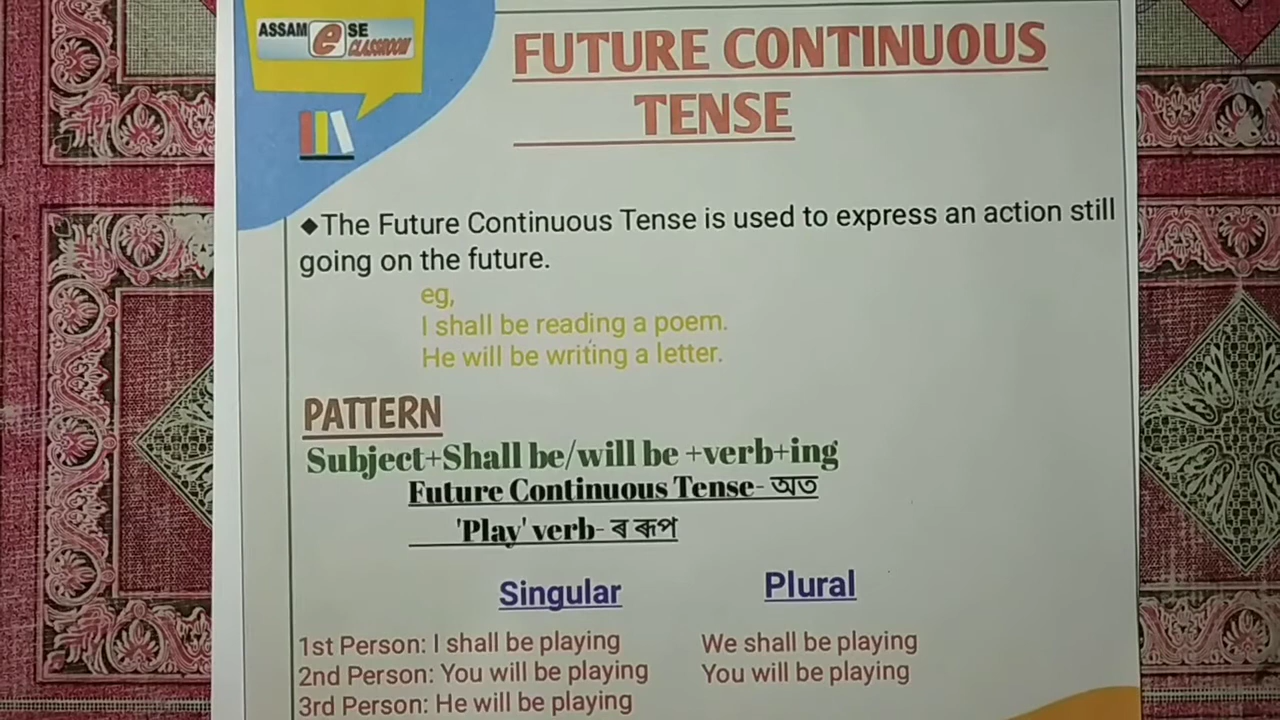 ASSAM e SE
CLASSROOM
FUTURE CONTINUOUS
TENSE
◆The Future Continuous Tense is used to express an action still
going on the future.
eg,
I shall be reading a poem.
He will be writing a letter.
PATTERN
Subject+Shall be/will be +verb+ing
Future Continuous Tense- অত
'Play' verb- ৰ ৰূপ
Singular Plural
1st Person: I shall be playing We shall be playing
2nd Person: You will be playing You will be playing
3rd Person: He will be playing